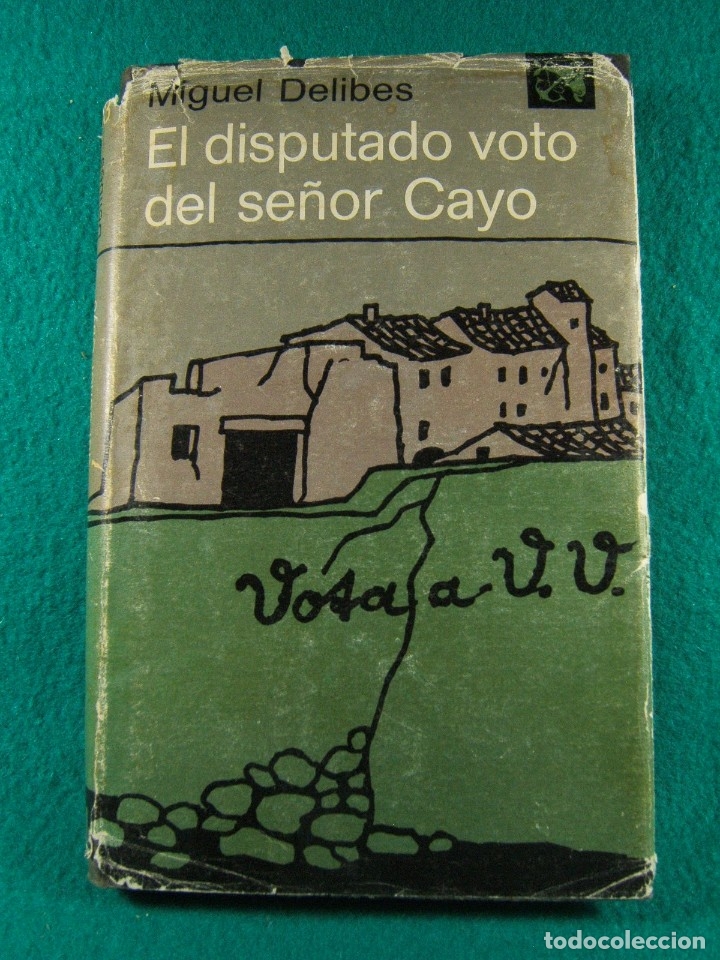 Miguel Delibes
El disputado voto
del señor Cayo
Vota a V. V.
todocoleccion